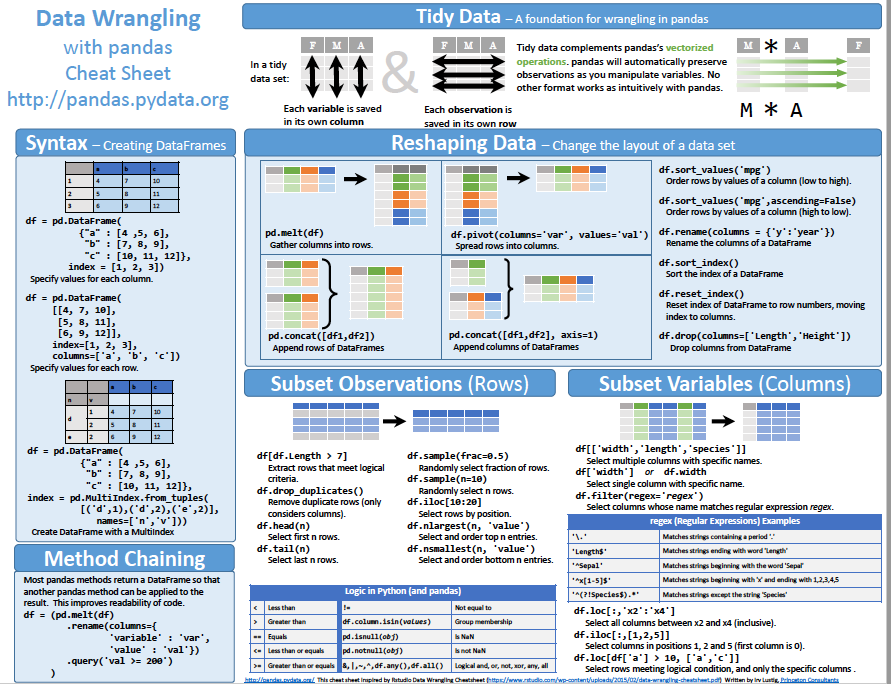 Data Wrangling
with pandas
Cheat Sheet
http://pandas.pydata.org
Tidy Data – A foundation for wrangling in pandas
In a tidy
data set:
F M A
Each variable is saved
in its own column
&
F M A
Each observation is
saved in its own row
Tidy data complements pandas's vectorized
operations. pandas will automatically preserve
observations as you manipulate variables. No
other format works as intuitively with pandas.
M * A F
M * A
Syntax – Creating DataFrames
a b c
1 4 7 10
2 5 8 11
3 6 9 12
df = pd.DataFrame(
{"a" : [4 ,5, 6],
"b" : [7, 8, 9],
"c" : [10, 11, 12]},
index = [1, 2, 3])
Specify values for each column.
df = pd.DataFrame(
[[4, 7, 10],
[5, 8, 11],
[6, 9, 12]],
index=[1, 2, 3],
columns=['a', 'b', 'c'])
Specify values for each row.
a b c
n v
d 1 4 7 10
2 5 8 11
e 2 6 9 12
df = pd.DataFrame(
{"a" : [4 ,5, 6],
"b" : [7, 8, 9],
"c" : [10, 11, 12]},
index = pd.MultiIndex.from_tuples(
[('d',1),('d',2),('e',2)],
names=['n','v']))
Create DataFrame with a MultiIndex
Method Chaining
Most pandas methods return a DataFrame so that
another pandas method can be applied to the
result. This improves readability of code.
df = (pd.melt(df)
.rename(columns={
'variable' : 'var',
'value' : 'val'})
.query('val >= 200')
)
Reshaping Data – Change the layout of a data set
pd.melt(df)
Gather columns into rows.
df.pivot(columns='var', values='val')
Spread rows into columns.
pd.concat([df1,df2])
Append rows of DataFrames
pd.concat([df1,df2], axis=1)
Append columns of DataFrames
df.sort_values('mpg')
Order rows by values of a column (low to high).
df.sort_values('mpg',ascending=False)
Order rows by values of a column (high to low).
df.rename(columns = {'y':'year'})
Rename the columns of a DataFrame
df.sort_index()
Sort the index of a DataFrame
df.reset_index()
Reset index of DataFrame to row numbers, moving
index to columns.
df.drop(columns=['Length','Height'])
Drop columns from DataFrame
Subset Observations (Rows)
df[df.Length > 7]
Extract rows that meet logical
criteria.
df.drop_duplicates()
Remove duplicate rows (only
considers columns).
df.head(n)
Select first n rows.
df.tail(n)
Select last n rows.
df.sample(frac=0.5)
Randomly select fraction of rows.
df.sample(n=10)
Randomly select n rows.
df.iloc[10:20]
Select rows by position.
df.nlargest(n, 'value')
Select and order top n entries.
df.nsmallest(n, 'value')
Select and order bottom n entries.
Logic in Python (and pandas)
< Less than != Not equal to
> Greater than df.column.isin(values) Group membership
== Equals pd.isnull(obj) Is NaN
<= Less than or equals pd.notnull(obj) Is not NaN
>= Greater than or equals &,|,~,^,df.any(),df.all() Logical and, or, not, xor, any, all
Subset Variables (Columns)
df[['width','length','species']]
Select multiple columns with specific names.
df['width'] or df.width
Select single column with specific name.
df.filter(regex='regex')
Select columns whose name matches regular expression regex.
regex (Regular Expressions) Examples
'\.' Matches strings containing a period '.'
'Length$' Matches strings ending with word 'Length'
'^Sepal' Matches strings beginning with the word 'Sepal'
'^x[1-5]$' Matches strings beginning with 'x' and ending with 1,2,3,4,5
'^(?!Species$).*' Matches strings except the string 'Species'
df.loc[:,'x2':'x4']
Select all columns between x2 and x4 (inclusive).
df.iloc[:,[1,2,5]]
Select columns in positions 1, 2 and 5 (first column is 0).
df.loc[df['a'] > 10, ['a','c']]
Select rows meeting logical condition, and only the specific columns .
http://pandas.pydata.org/ This cheat sheet inspired by Rstudio Data Wrangling Cheatsheet (https://www.rstudio.com/wp-content/uploads/2015/02/data-wrangling-cheatsheet.pdf) Written by Irv Lustig, Princeton Consultants